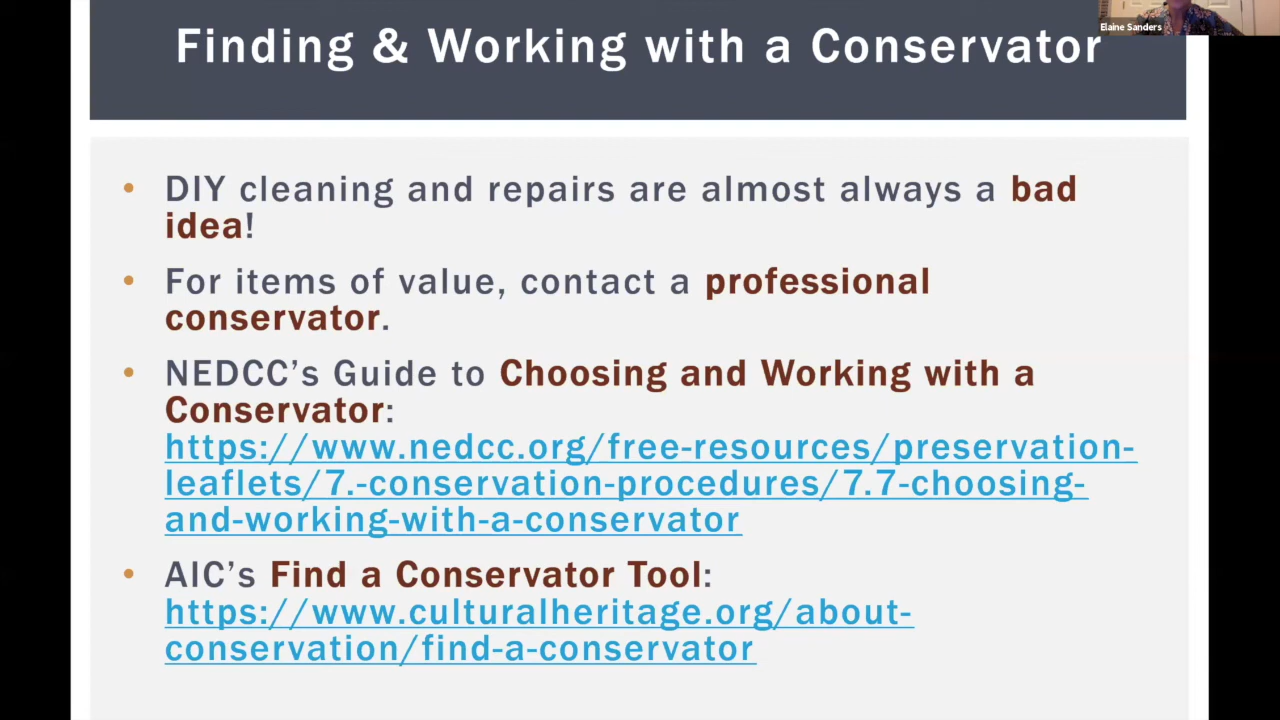 Finding & Working with a Conservator
Elaine Sanders
• DIY cleaning and repairs are almost always a bad
idea!
• For items of value, contact a professional
conservator.
• NEDCC’s Guide to Choosing and Working with a
Conservator:
https://www.nedcc.org/free-resources/preservation-
leaflets/7.-conservation-procedures/7.7-choosing-
and-working-with-a-conservator
• AIC’s Find a Conservator Tool:
https://www.culturalheritage.org/about-
conservation/find-a-conservator